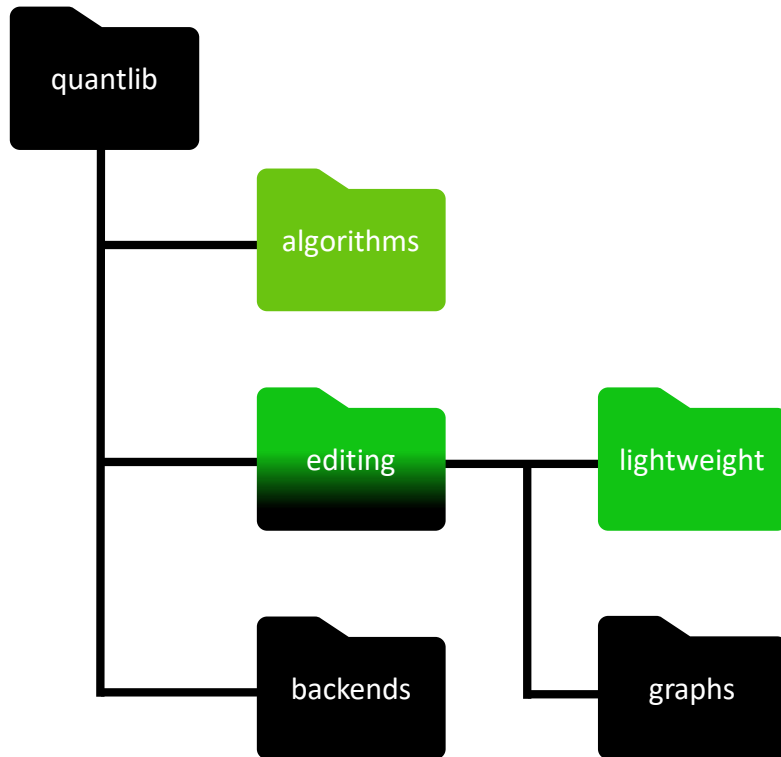 quantlib
algorithms
editing
lightweight
backends
graphs